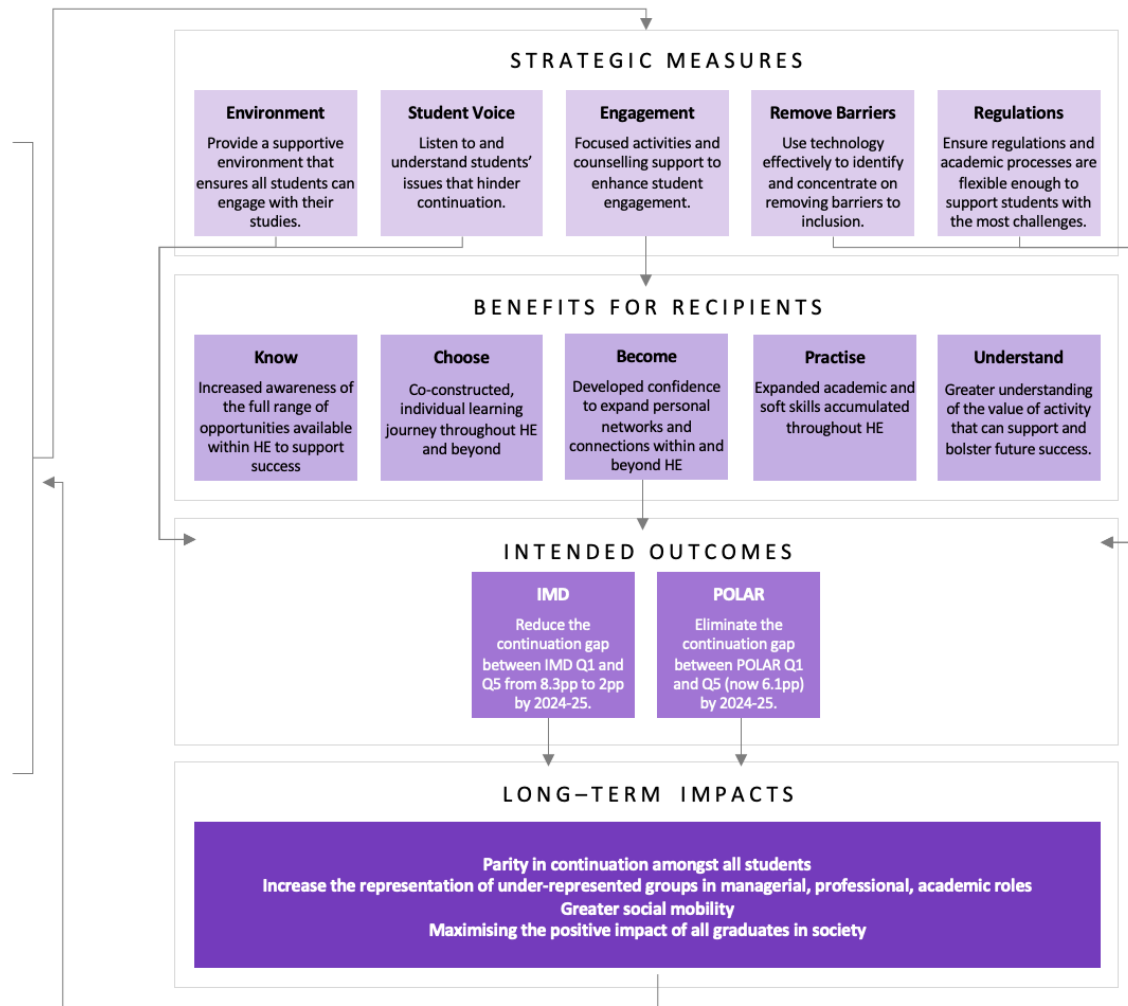 STRATEGIC MEASURES
Environment
Provide a supportive
environment that
ensures all students can
engage with their
studies.
Student Voice
Listen to and
understand students’
issues that hinder
continuation.
Engagement
Focused activities and
counselling support to
enhance student
engagement.
Remove Barriers
Use technology
effectively to identify
and concentrate on
removing barriers to
inclusion.
Regulations
Ensure regulations and
academic processes are
flexible enough to
support students with
the most challenges.
BENEFITS FOR RECIPIENTS
Know
Increased awareness of
the full range of
opportunities available
within HE to support
success
Choose
Co-constructed,
individual learning
journey throughout HE
and beyond
Become
Developed confidence
to expand personal
networks and
connections within and
beyond HE
Practise
Expanded academic and
soft skills accumulated
throughout HE
Understand
Greater understanding
of the value of activity
that can support and
bolster future success.
INTENDED OUTCOMES
IMD
Reduce the
continuation gap
between IMD Q1 and
Q5 from 8.3pp to 2pp
by 2024-25.
POLAR
Eliminate the
continuation gap
between POLAR Q1
and Q5 (now 6.1pp)
by 2024-25.
LONG–TERM IMPACTS
Parity in continuation amongst all students
Increase the representation of under-represented groups in managerial, professional, academic roles
Greater social mobility
Maximising the positive impact of all graduates in society